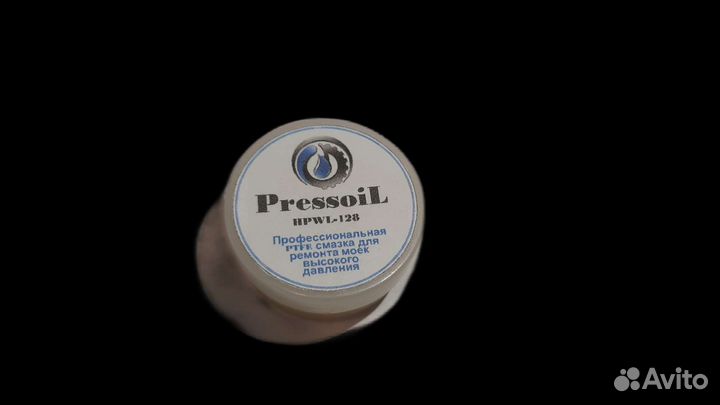 PressoiL
HPWL-128
Профессиональная
PTFE смазка для
ремонта моек
высокого
давления
Avito